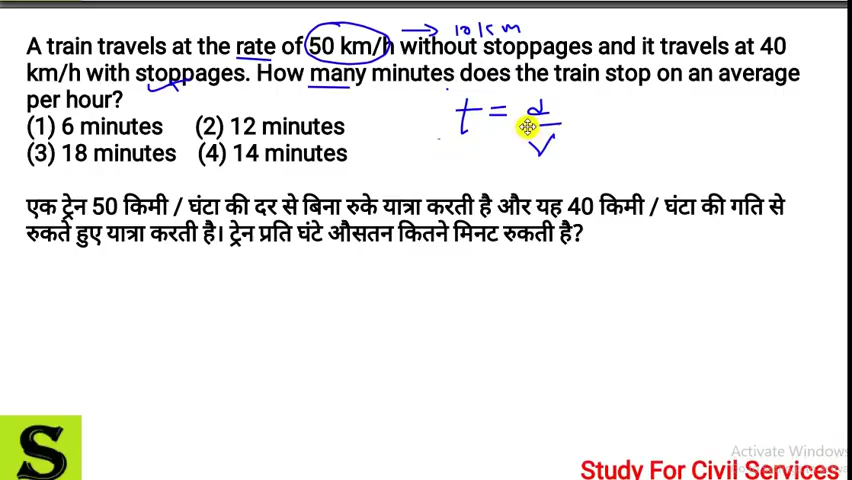 → 10 km
A train travels at the rate of 50 km/h without stoppages and it travels at 40
km/h with stoppages. How many minutes does the train stop on an average
per hour?
t = d/v
(1) 6 minutes (2) 12 minutes
(3) 18 minutes (4) 14 minutes
एक ट्रेन 50 किमी / घंटा की दर से बिना रुके यात्रा करती है और यह 40 किमी / घंटा की गति से
रुकते हुए यात्रा करती है। ट्रेन प्रति घंटे औसतन कितने मिनट रुकती है?
S
Activate Windows
Study For Civil Services